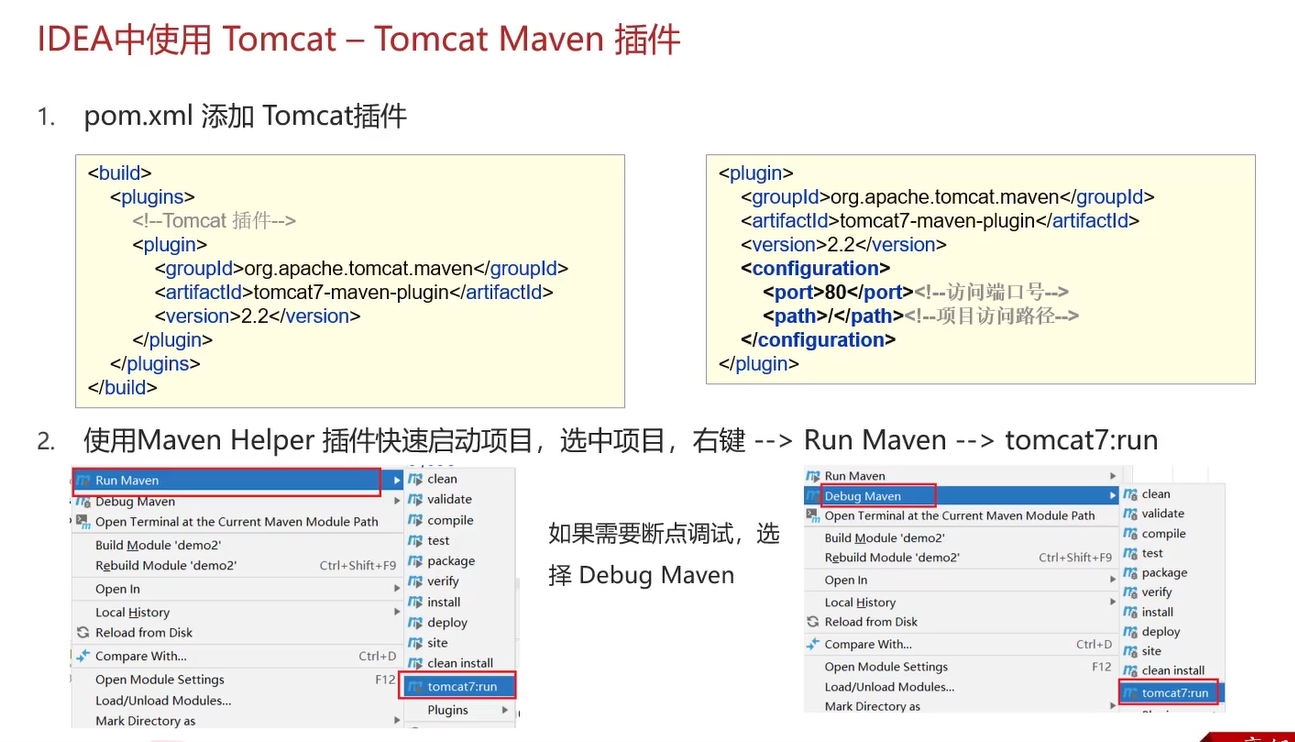 IDEA中使用 Tomcat – Tomcat Maven 插件
1. pom.xml 添加 Tomcat插件
<build>
<plugins>
<!--Tomcat 插件-->
<plugin>
<groupId>org.apache.tomcat.maven</groupId>
<artifactId>tomcat7-maven-plugin</artifactId>
<version>2.2</version>
</plugin>
</plugins>
</build>
<plugin>
<groupId>org.apache.tomcat.maven</groupId>
<artifactId>tomcat7-maven-plugin</artifactId>
<version>2.2</version>
<configuration>
<port>80</port><!--访问端口号-->
<path>/</path><!--项目访问路径-->
</configuration>
</plugin>
2. 使用Maven Helper 插件快速启动项目，选中项目，右键 --> Run Maven --> tomcat7:run
Run Maven
Debug Maven
Open Terminal at the Current Maven Module Path
Build Module 'demo2'
Rebuild Module 'demo2' Ctrl+Shift+F9
Open In
Local History
Reload from Disk
Compare With... Ctrl+D
Open Module Settings F12
Load/Unload Modules...
Mark Directory as
clean
validate
compile
test
package
verify
install
deploy
site
clean install
tomcat7:run
Plugins
如果需要断点调试，选
择 Debug Maven
Run Maven
Debug Maven
Open Terminal at the Current Maven Module Path
Build Module 'demo2'
Rebuild Module 'demo2' Ctrl+Shift+F9
Open In
Local History
Reload from Disk
Compare With... Ctrl+D
Open Module Settings F12
Load/Unload Modules...
Mark Directory as
clean
validate
compile
test
package
verify
install
deploy
site
clean install
tomcat7:run